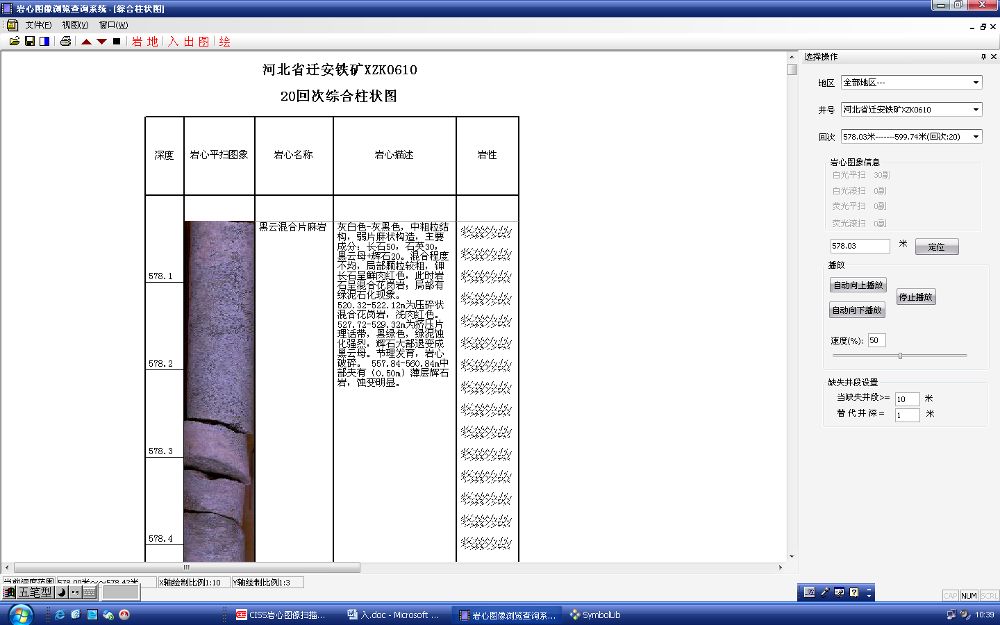 岩心图像浏览查询系统 - [综合柱状图]
文件(F) 视图(V) 窗口(W)
岩 地 入 出 图 绘
河北省迁安铁矿XZK0610
20回次综合柱状图
深度 岩心平扫图象 岩心名称 岩心描述 岩性
黑云混合片麻岩
灰白色-灰黑色，中粗粒结
构，弱片麻状构造，主要
成分：长石50，石英30，
黑云母+辉石20。混合程度
不均，局部颗粒较粗，钾
长石呈鲜肉红色，此时岩
石呈混合花岗岩；局部有
绿泥石化现象。
520.32-522.12m为压碎状
混合花岗岩，浅肉红色。
527.72-529.32m为挤压片
理话带，黑绿色，绿泥蚀
化强烈，辉石大部退变成
黑云母。节理发育，岩心
破碎。 557.84-560.84m中
部夹有（0.50m）薄层辉石
岩，蚀变明显。
578.1
578.2
578.3
578.4
选择操作
地区 全部地区---
井号 河北省迁安铁矿XZK0610
回次 578.03米-------599.74米(回次:20)
岩心图象信息
白光平扫 30副
白光滚扫 0副
荧光平扫 0副
荧光滚扫 0副
578.03 米 定位
播放
自动向上播放
停止播放
自动向下播放
速度(%): 50
缺失井段设置
当缺失井段>= 10 米
替 代 井 深 = 1 米
当前深度范围 578.00米～～578.42米 X轴绘制比例1:10 Y轴绘制比例1:3
五笔型
CAP NUM SCRL
CISS岩心图像扫描... 入.doc - Microsoft ... 岩心图像浏览查询系... SymbolLib 10:39